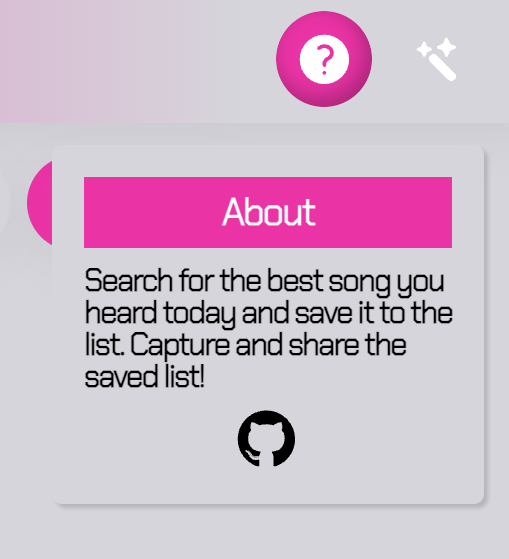 ?
About
Search for the best song you
heard today and save it to the
list. Capture and share the
saved list!